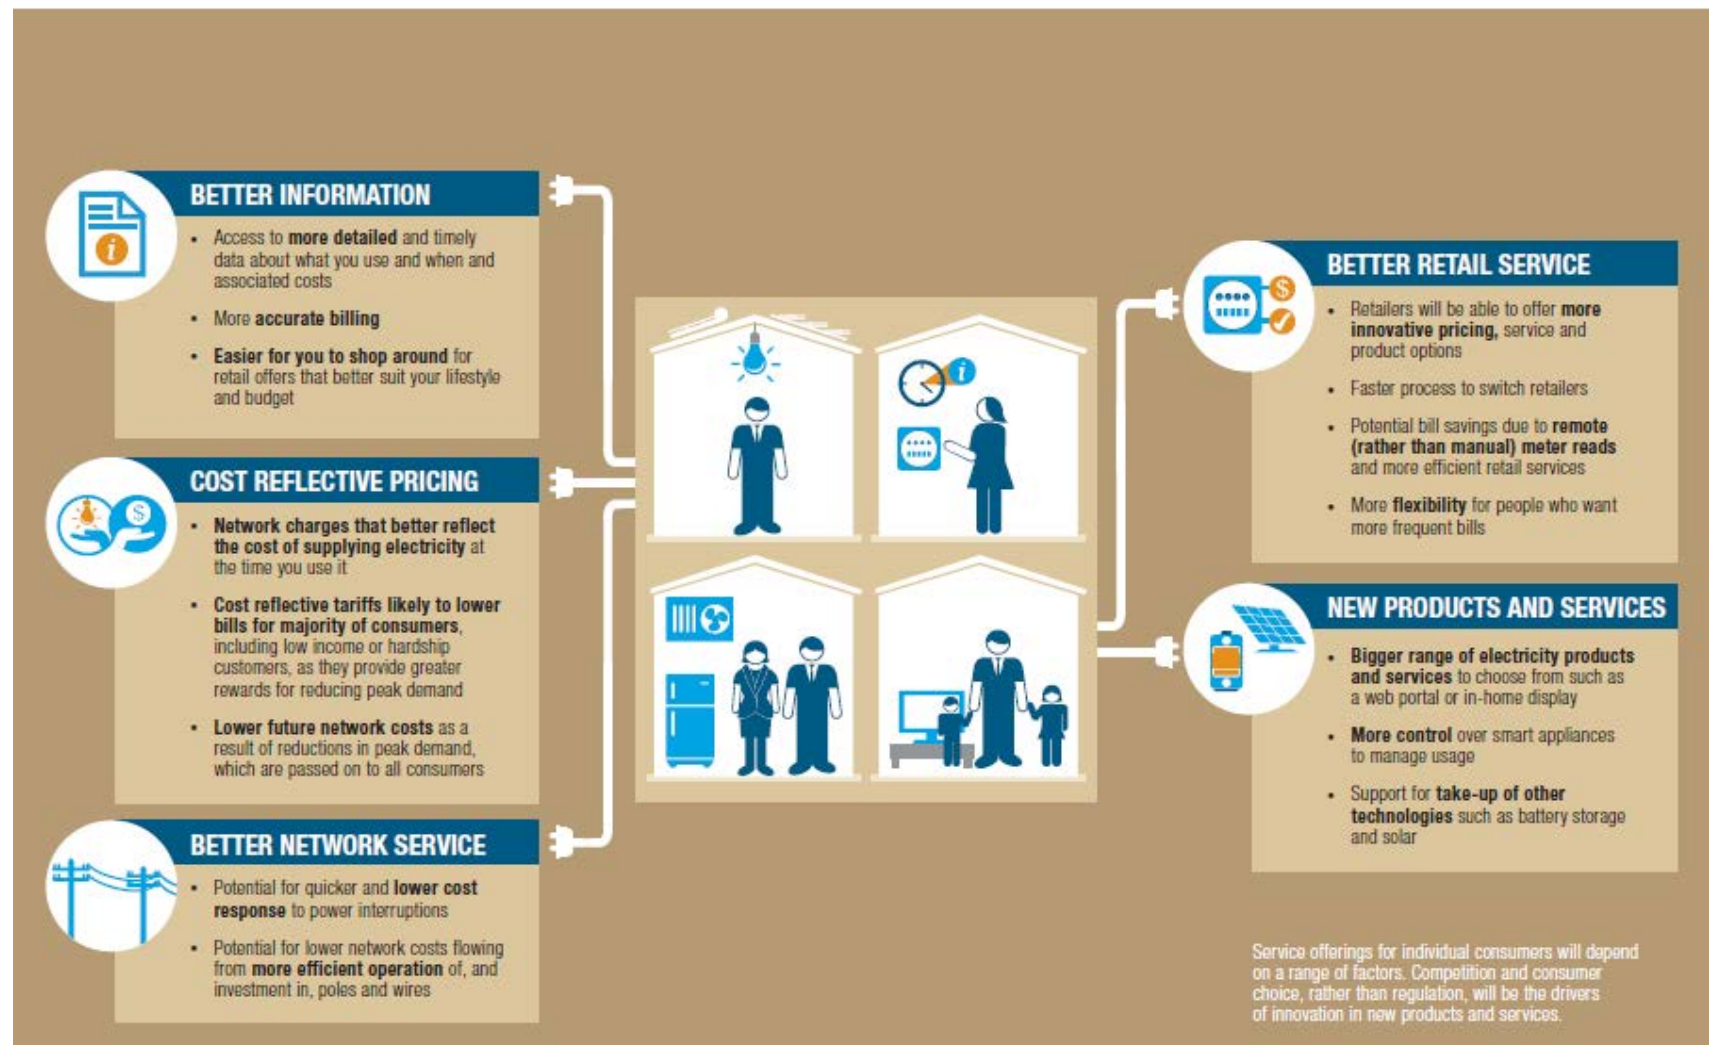 BETTER INFORMATION
• Access to more detailed and timely
data about what you use and when and
associated costs
• More accurate billing
• Easier for you to shop around for
retail offers that better suit your lifestyle
and budget
COST REFLECTIVE PRICING
• Network charges that better reflect
the cost of supplying electricity at
the time you use it
• Cost reflective tariffs likely to lower
bills for majority of consumers,
including low income or hardship
customers, as they provide greater
rewards for reducing peak demand
• Lower future network costs as a
result of reductions in peak demand,
which are passed on to all consumers
BETTER NETWORK SERVICE
• Potential for quicker and lower cost
response to power interruptions
• Potential for lower network costs flowing
from more efficient operation of, and
investment in, poles and wires
BETTER RETAIL SERVICE
• Retailers will be able to offer more
innovative pricing, service and
product options
• Faster process to switch retailers
• Potential bill savings due to remote
(rather than manual) meter reads
and more efficient retail services
• More flexibility for people who want
more frequent bills
NEW PRODUCTS AND SERVICES
• Bigger range of electricity products
and services to choose from such as
a web portal or in-home display
• More control over smart appliances
to manage usage
• Support for take-up of other
technologies such as battery storage
and solar
Service offerings for individual consumers will depend
on a range of factors. Competition and consumer
choice, rather than regulation, will be the drivers
of innovation in new products and services.